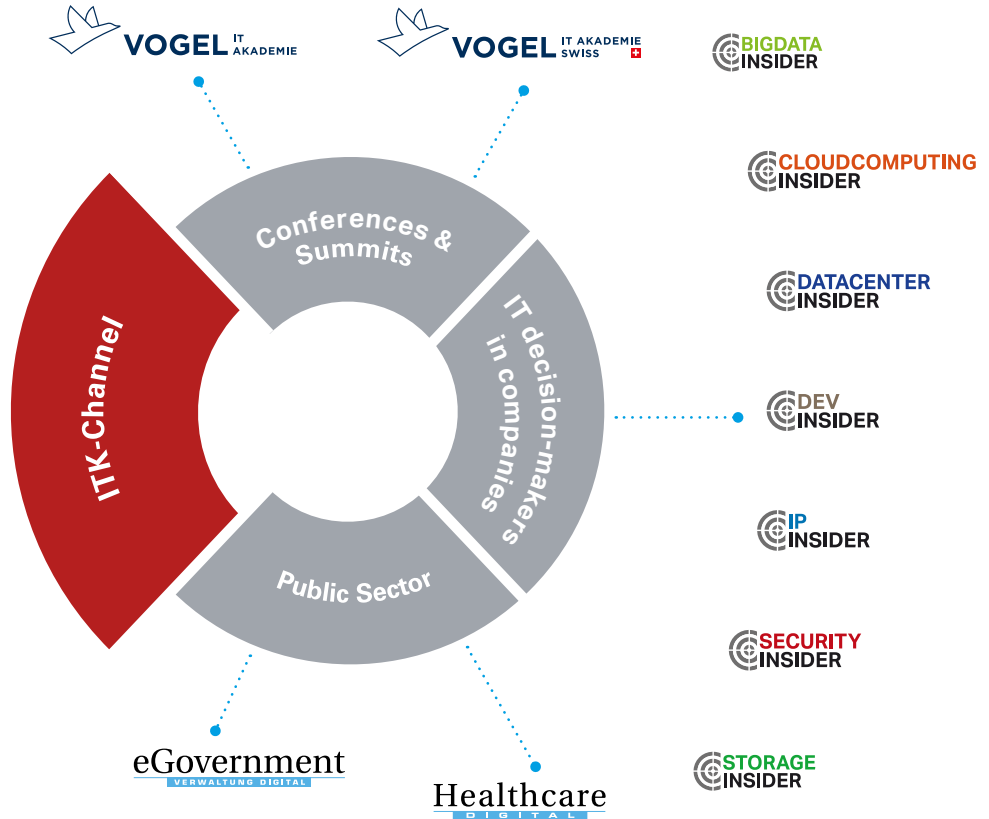 VOGEL IT AKADEMIE
VOGEL IT AKADEMIE SWISS
BIGDATA
INSIDER
CLOUDCOMPUTING
INSIDER
DATACENTER
INSIDER
DEV
INSIDER
IP
INSIDER
SECURITY
INSIDER
STORAGE
INSIDER
Conferences &
Summits
IT decision-makers
in companies
ITK-Channel
Public Sector
eGovernment
VERWALTUNG DIGITAL
Healthcare
DIGITAL